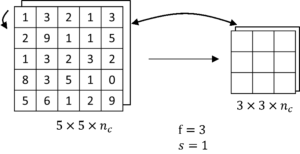 1 3 2 1 3
2 9 1 1 5
1 3 2 3 2
8 3 5 1 0
5 6 1 2 9
5 × 5 × n_c
3 × 3 × n_c
f = 3
s = 1